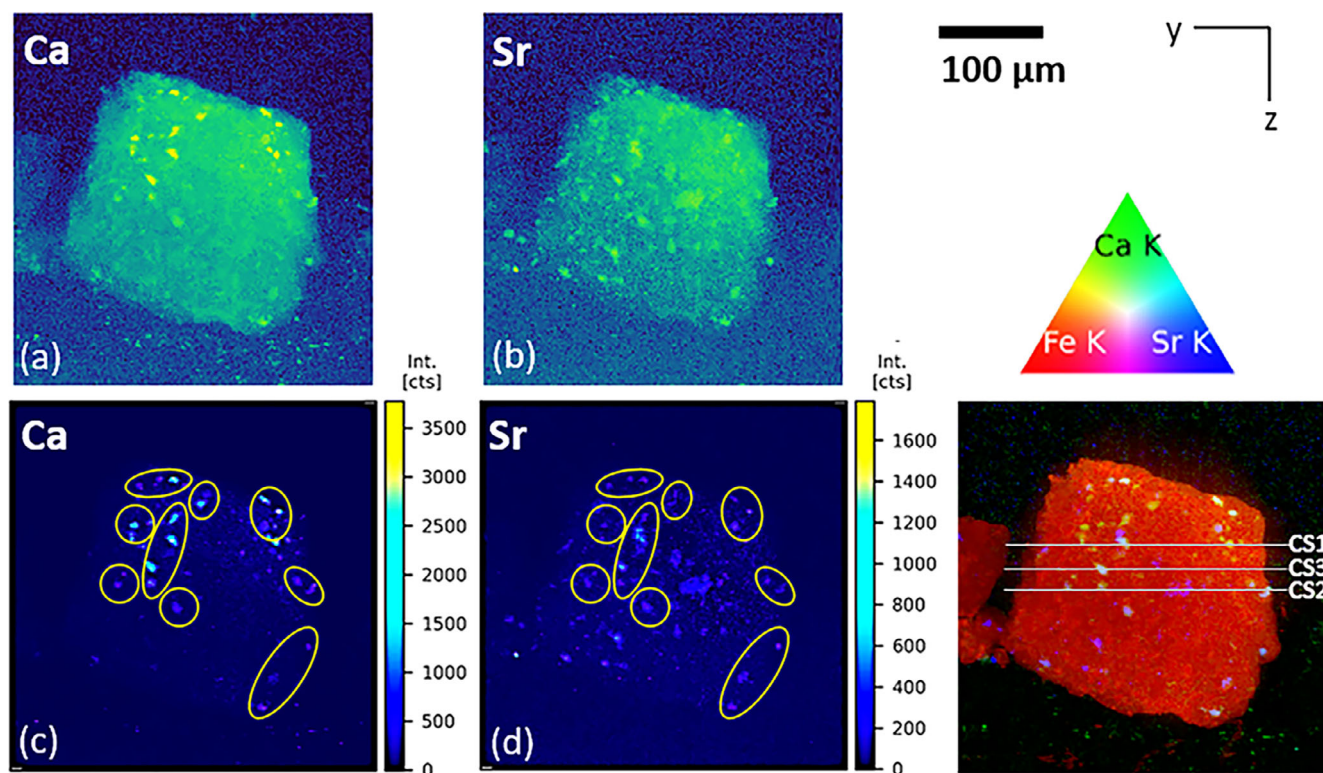 Ca
Sr
100 µm
y
z
(a)
(b)
Ca K
Fe K
Sr K
Int.
[cts]
Int.
[cts]
Ca
3500
3000
2500
2000
1500
1000
500
0
(c)
Sr
1600
1400
1200
1000
800
600
400
200
0
(d)
CS1
CS3
CS2